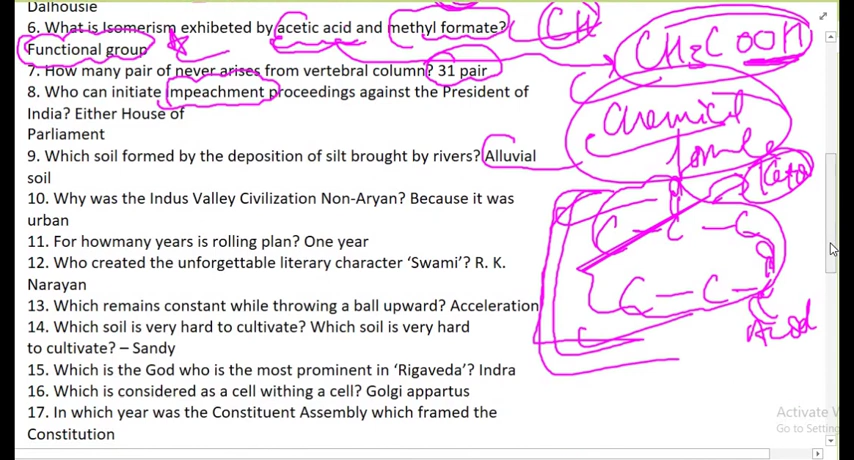 Dalhousie
6. What is Isomerism exhibeted by acetic acid and methyl formate?
Functional group
7. How many pair of never arises from vertebral column? 31 pair
8. Who can initiate impeachment proceedings against the President of
India? Either House of
Parliament
9. Which soil formed by the deposition of silt brought by rivers? Alluvial
soil
10. Why was the Indus Valley Civilization Non-Aryan? Because it was
urban
11. For howmany years is rolling plan? One year
12. Who created the unforgettable literary character ‘Swami’? R. K.
Narayan
13. Which remains constant while throwing a ball upward? Acceleration
14. Which soil is very hard to cultivate? Which soil is very hard
to cultivate? – Sandy
15. Which is the God who is the most prominent in ‘Rigaveda’? Indra
16. Which is considered as a cell withing a cell? Golgi appartus
17. In which year was the Constituent Assembly which framed the
Constitution
CH3COOH
Chemical
C – C – C
C – C –
Acid
Activate
Go to Setting